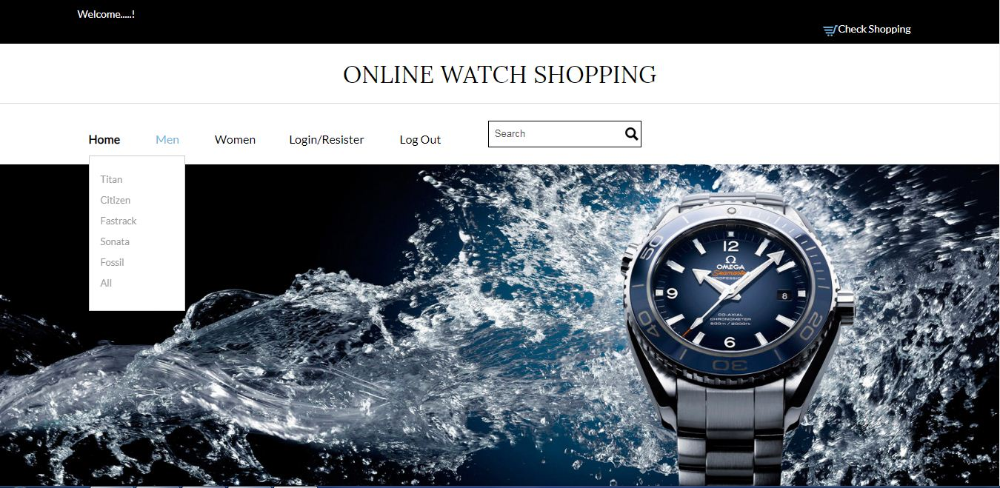 Welcome.....!
Check Shopping
ONLINE WATCH SHOPPING
Home Men Women Login/Resister Log Out Search
Titan
Citizen
Fastrack
Sonata
Fossil
All
12
Ω
OMEGA
Seamaster
PROFESSIONAL
9
8
CO-AXIAL
CHRONOMETER
600m / 2000ft
6
50
40
30
20